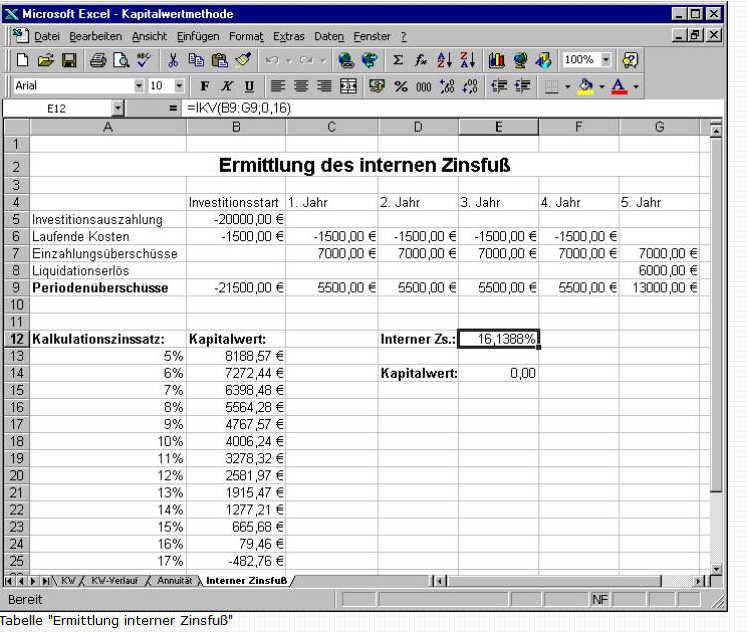 Microsoft Excel - Kapitalwertmethode
Datei Bearbeiten Ansicht Einfügen Format Extras Daten Fenster ?
100%
Arial 10 F K U % 000
E12 = =IKV(B9:G9;0,16)
A B C D E F G
1
2 Ermittlung des internen Zinsfuß
3
4 Investitionsstart 1. Jahr 2. Jahr 3. Jahr 4. Jahr 5. Jahr
5 Investitionsauszahlung -20000,00 €
6 Laufende Kosten -1500,00 € -1500,00 € -1500,00 € -1500,00 € -1500,00 €
7 Einzahlungsüberschüsse 7000,00 € 7000,00 € 7000,00 € 7000,00 € 7000,00 €
8 Liquidationserlös 6000,00 €
9 Periodenüberschüsse -21500,00 € 5500,00 € 5500,00 € 5500,00 € 5500,00 € 13000,00 €
10
11
12 Kalkulationszinssatz: Kapitalwert: Interner Zs.: 16,1388%
13 5% 8188,57 €
14 6% 7272,44 € Kapitalwert: 0,00
15 7% 6398,48 €
16 8% 5564,28 €
17 9% 4767,57 €
18 10% 4006,24 €
19 11% 3278,32 €
20 12% 2581,97 €
21 13% 1915,47 €
22 14% 1277,21 €
23 15% 665,68 €
24 16% 79,46 €
25 17% -482,76 €
KW KW-Verlauf Annuität Interner Zinsfuß
Bereit NF
Tabelle "Ermittlung interner Zinsfuß"